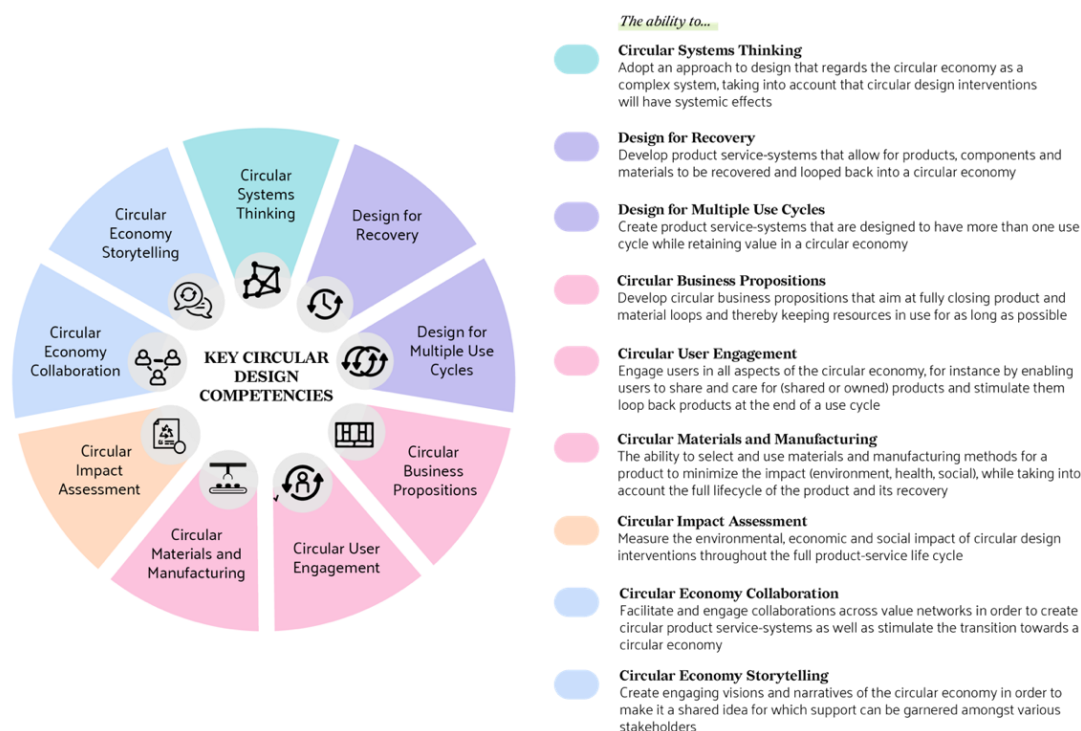 The ability to...
Circular Systems Thinking
Adopt an approach to design that regards the circular economy as a
complex system, taking into account that circular design interventions
will have systemic effects
Design for Recovery
Develop product service-systems that allow for products, components and
materials to be recovered and looped back into a circular economy
Design for Multiple Use Cycles
Create product service-systems that are designed to have more than one use
cycle while retaining value in a circular economy
Circular Business Propositions
Develop circular business propositions that aim at fully closing product and
material loops and thereby keeping resources in use for as long as possible
Circular User Engagement
Engage users in all aspects of the circular economy, for instance by enabling
users to share and care for (shared or owned) products and stimulate them
loop back products at the end of a use cycle
Circular Materials and Manufacturing
The ability to select and use materials and manufacturing methods for a
product to minimize the impact (environment, health, social), while taking into
account the full lifecycle of the product and its recovery
Circular Impact Assessment
Measure the environmental, economic and social impact of circular design
interventions throughout the full product-service life cycle
Circular Economy Collaboration
Facilitate and engage collaborations across value networks in order to create
circular product service-systems as well as stimulate the transition towards a
circular economy
Circular Economy Storytelling
Create engaging visions and narratives of the circular economy in order to
make it a shared idea for which support can be garnered amongst various
stakeholders
KEY CIRCULAR
DESIGN
COMPETENCIES
Circular
Systems
Thinking
Design for
Recovery
Design for
Multiple Use
Cycles
Circular
Business
Propositions
Circular User
Engagement
Circular
Materials and
Manufacturing
Circular
Impact
Assessment
Circular
Economy
Collaboration
Circular
Economy
Storytelling